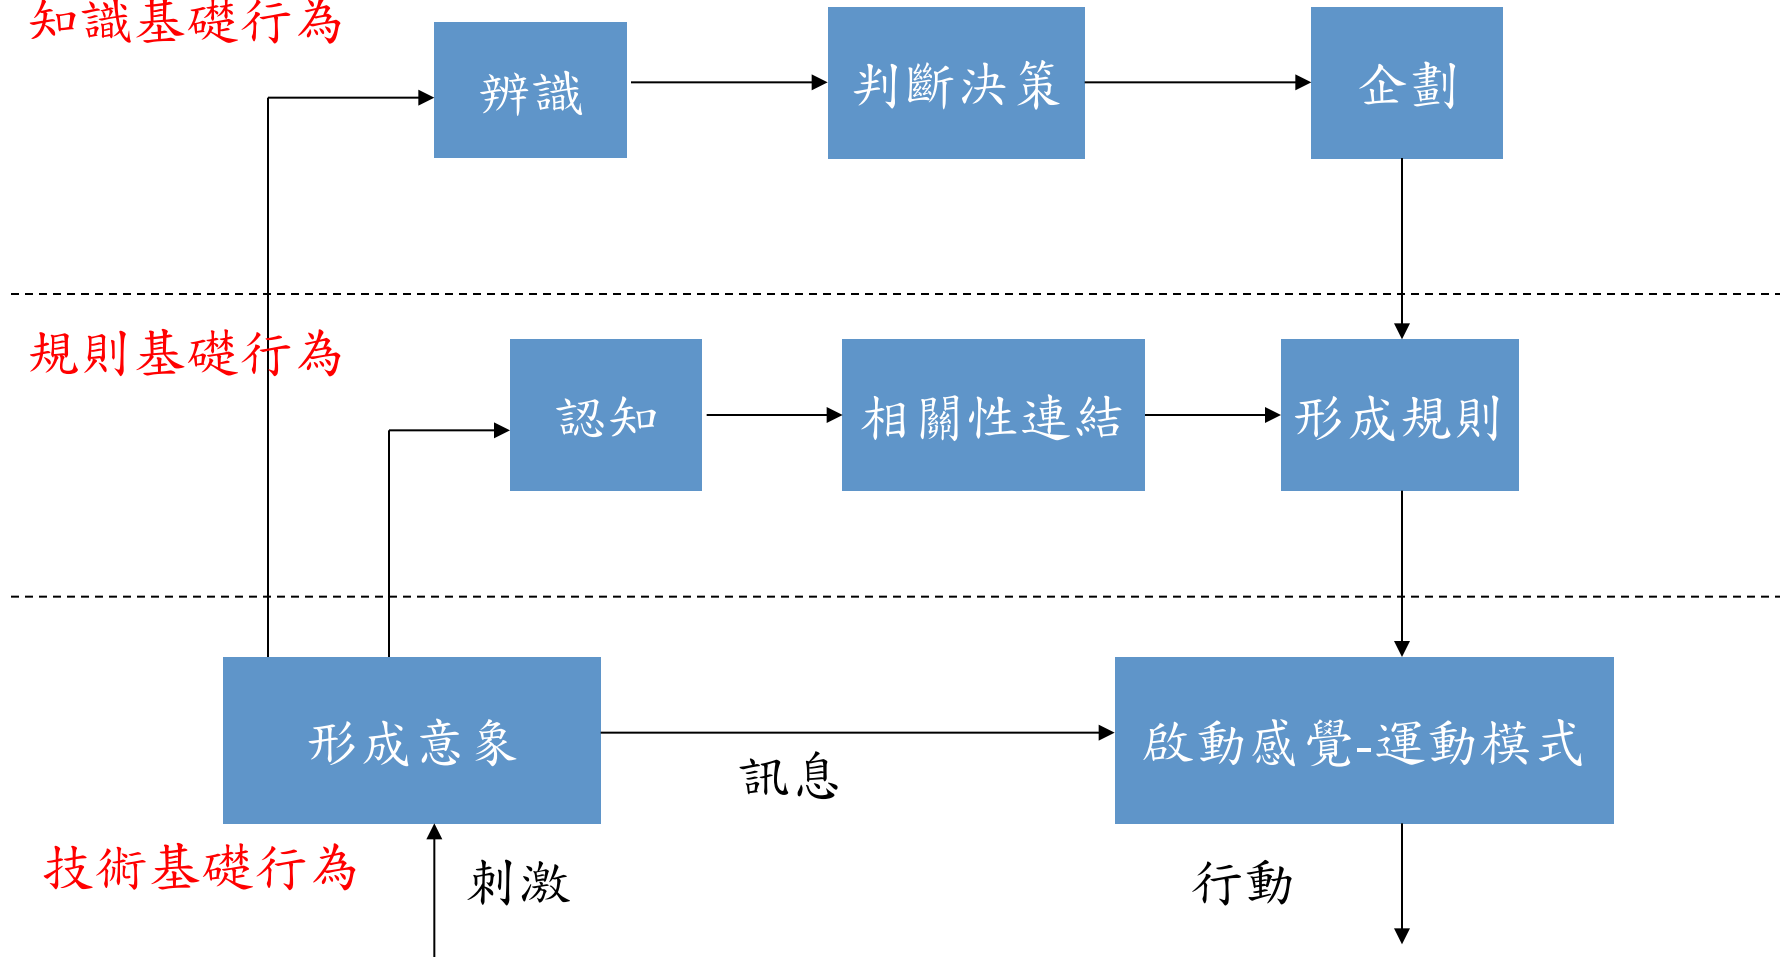 知識基礎行為
辨識
判斷決策
企劃
規則基礎行為
認知
相關性連結
形成規則
形成意象
訊息
啟動感覺-運動模式
技術基礎行為
刺激
行動